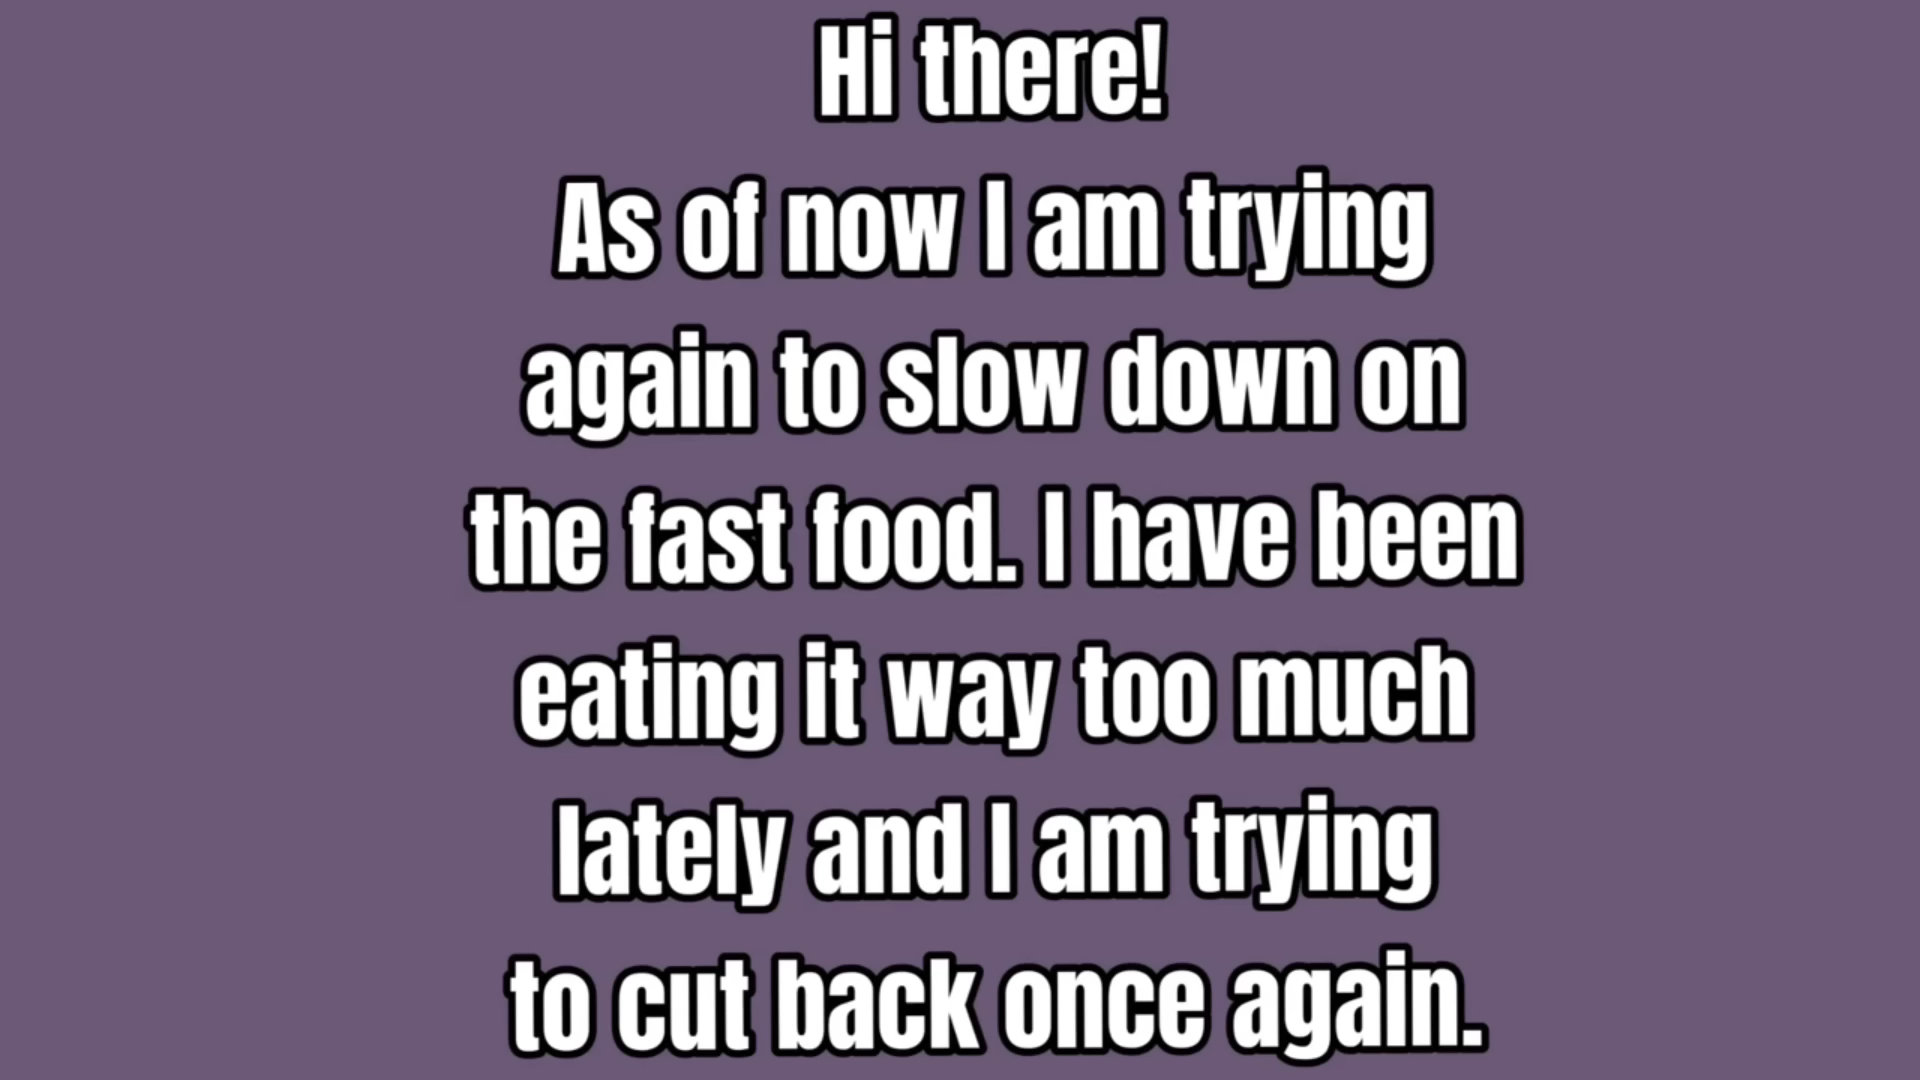 Hi there!
As of now I am trying
again to slow down on
the fast food. I have been
eating it way too much
lately and I am trying
to cut back once again.